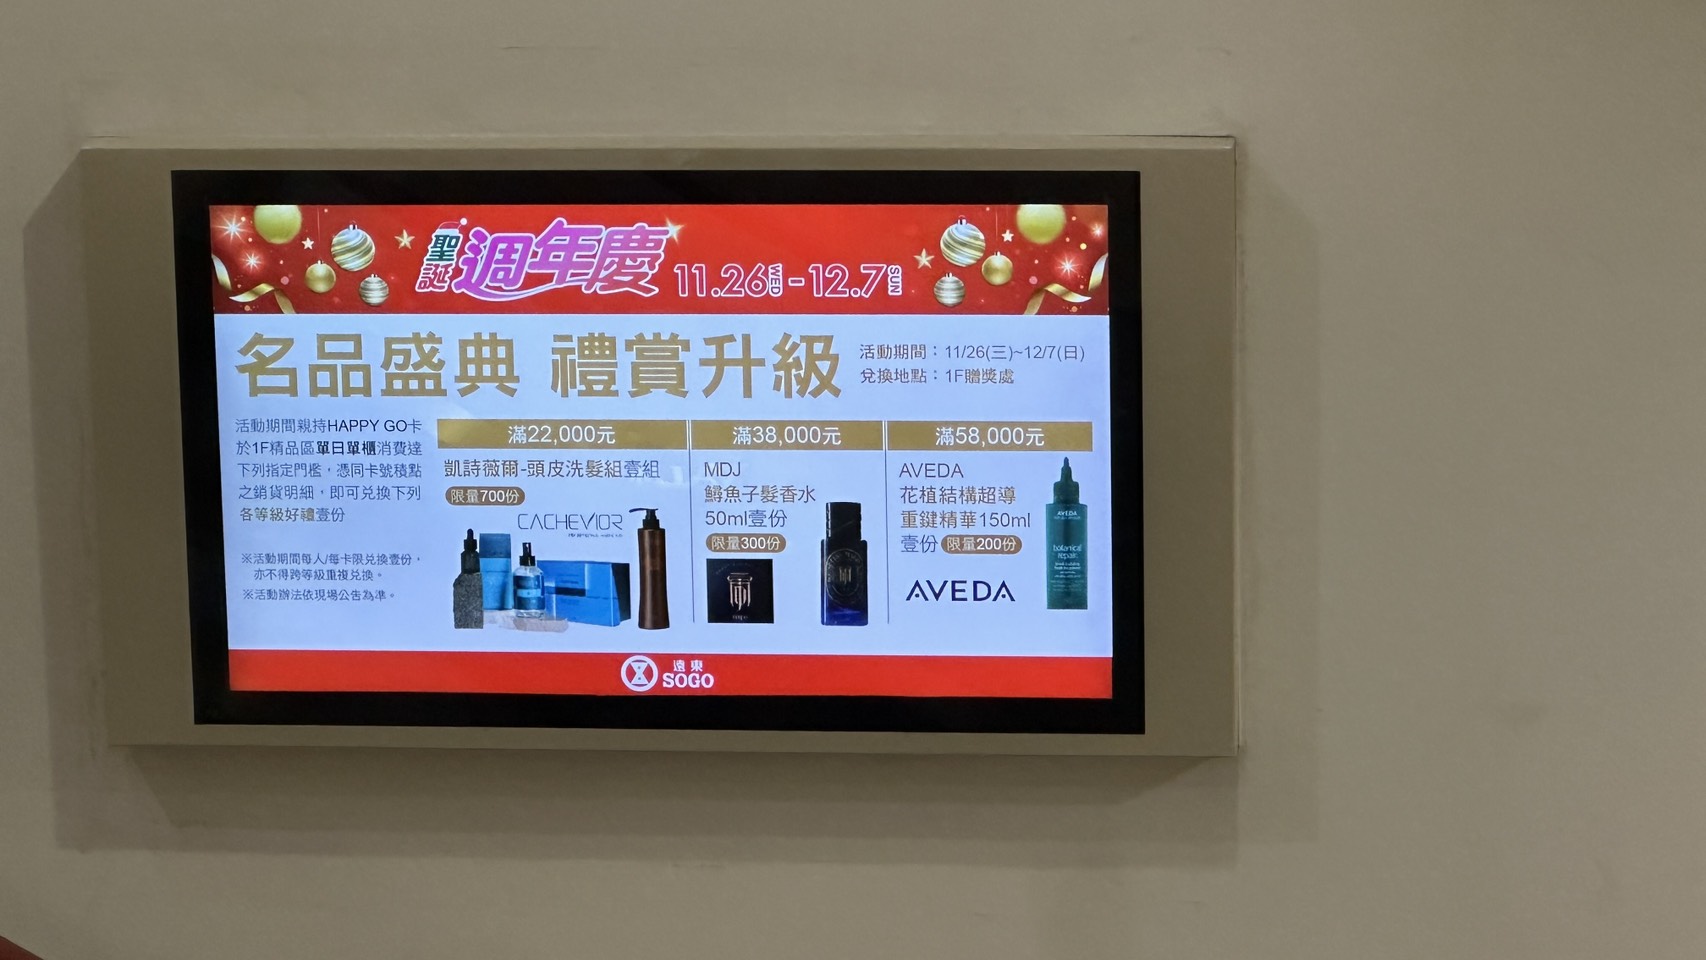 聖誕週年慶 11.26 WED - 12.7 SUN
名品盛典 禮賞升級
活動期間：11/26(三)~12/7(日)
兌換地點：1F贈獎處
活動期間親持HAPPY GO卡
於1F精品區單日單櫃消費達
下列指定門檻，憑同卡號積點
之銷貨明細，即可兌換下列
各等級好禮壹份
※活動期間每人/每卡限兌換壹份，
亦不得跨等級重複兌換。
※活動辦法依現場公告為準。
滿22,000元
凱詩薇爾-頭皮洗髮組壹組
限量700份
CACHEVIOR
滿38,000元
MDJ
鱘魚子髮香水
50ml壹份
限量300份
滿58,000元
AVEDA
花植結構超導
重鍵精華150ml
壹份 限量200份
AVEDA
AVEDA
botanical
repair
遠東
SOGO